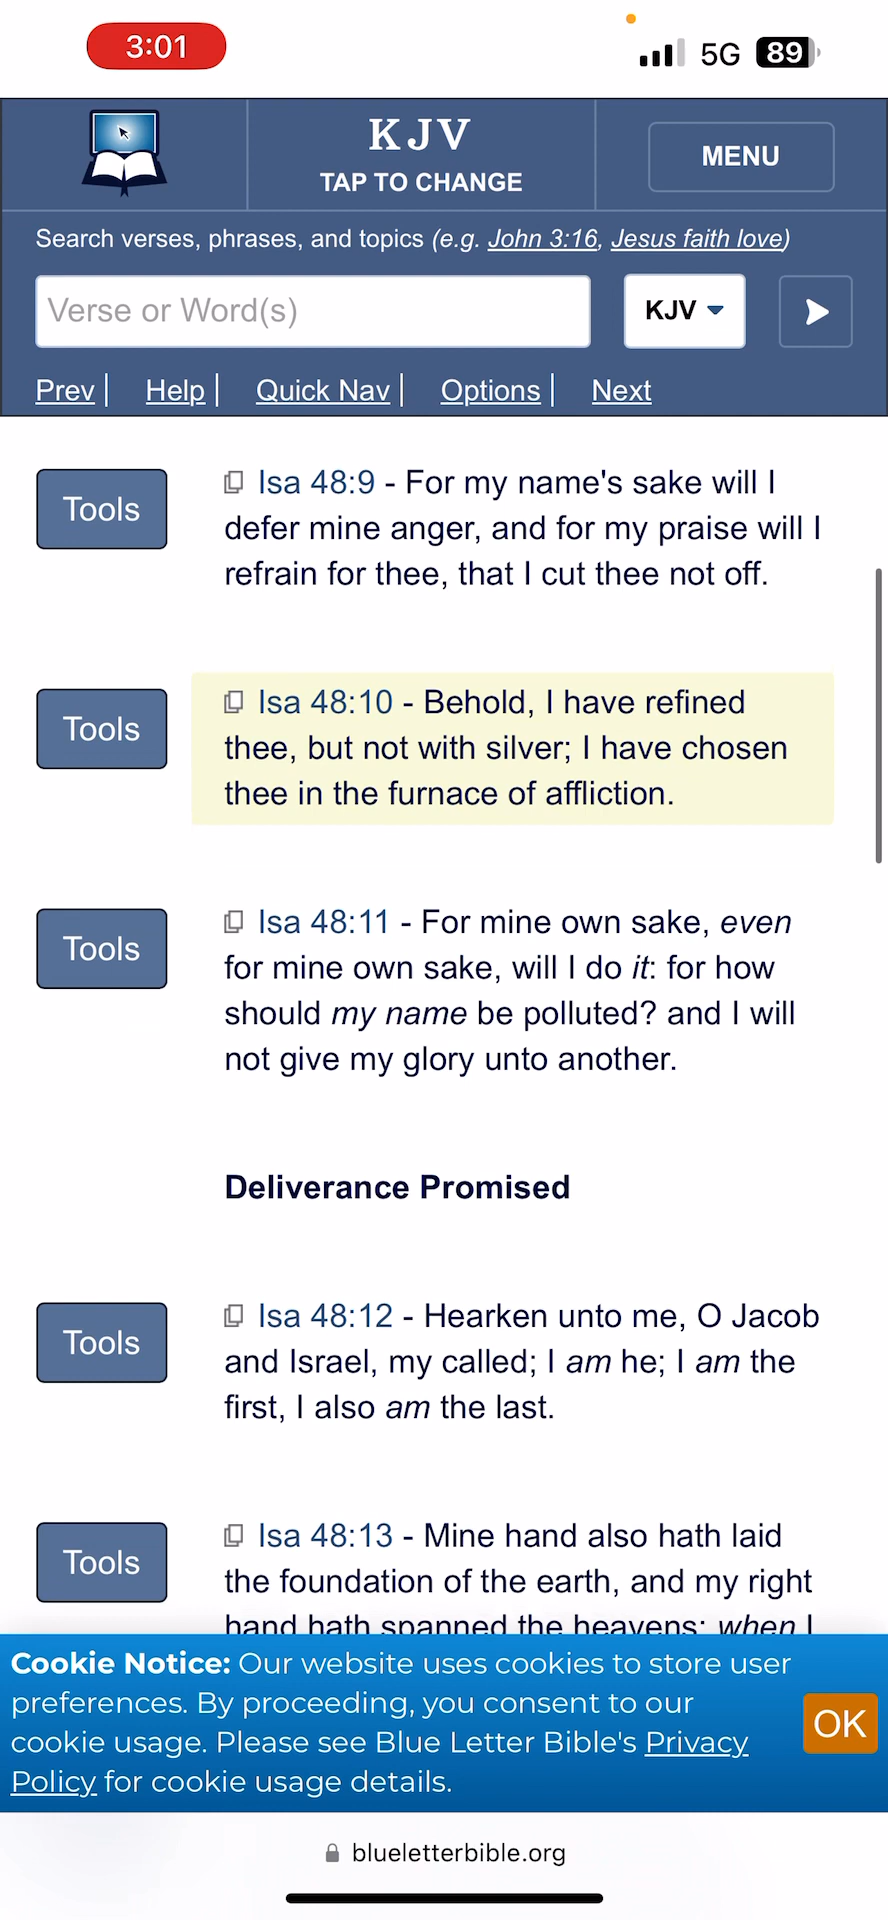 3:01
5G 89
KJV
TAP TO CHANGE
MENU
Search verses, phrases, and topics (e.g. John 3:16, Jesus faith love)
Verse or Word(s)
KJV
Prev | Help | Quick Nav | Options | Next
Tools
Isa 48:9 - For my name's sake will I
defer mine anger, and for my praise will I
refrain for thee, that I cut thee not off.
Tools
Isa 48:10 - Behold, I have refined
thee, but not with silver; I have chosen
thee in the furnace of affliction.
Tools
Isa 48:11 - For mine own sake, even
for mine own sake, will I do it: for how
should my name be polluted? and I will
not give my glory unto another.
Deliverance Promised
Tools
Isa 48:12 - Hearken unto me, O Jacob
and Israel, my called; I am he; I am the
first, I also am the last.
Tools
Isa 48:13 - Mine hand also hath laid
the foundation of the earth, and my right
hand hath spanned the heavens: when I
Cookie Notice: Our website uses cookies to store user
preferences. By proceeding, you consent to our
cookie usage. Please see Blue Letter Bible's Privacy
Policy for cookie usage details.
OK
blueletterbible.org